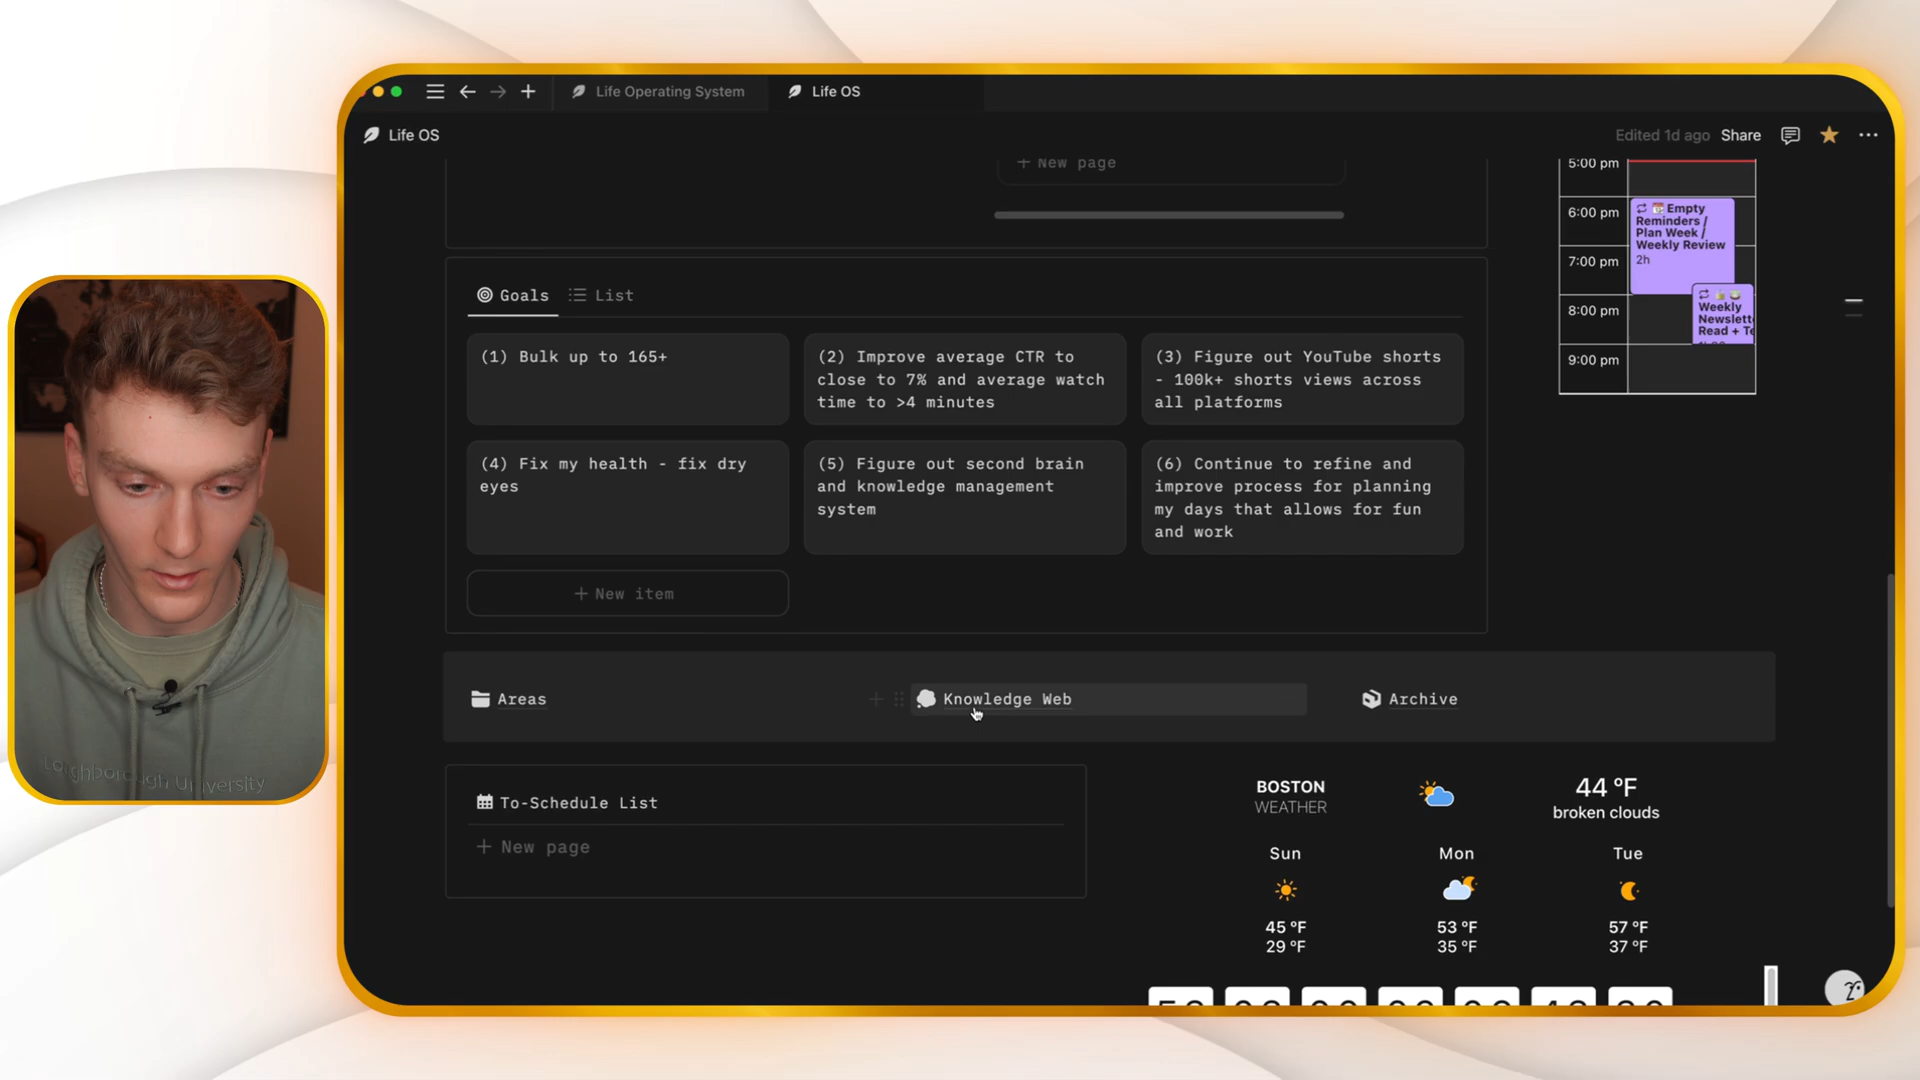 Life Operating System
Life OS
Life OS
Edited 1d ago
Share
+ New page
5:00 pm
6:00 pm
7:00 pm
8:00 pm
9:00 pm
Empty
Reminders /
Plan Week /
Weekly Review
2h
Weekly
Newslett
Read + Te
Goals
List
(1) Bulk up to 165+
(2) Improve average CTR to
close to 7% and average watch
time to >4 minutes
(3) Figure out YouTube shorts
- 100k+ shorts views across
all platforms
(4) Fix my health - fix dry
eyes
(5) Figure out second brain
and knowledge management
system
(6) Continue to refine and
improve process for planning
my days that allows for fun
and work
+ New item
Areas
Knowledge Web
Archive
To-Schedule List
+ New page
BOSTON
WEATHER
44 °F
broken clouds
Sun
Mon
Tue
45 °F
29 °F
53 °F
35 °F
57 °F
37 °F
Loughborough University